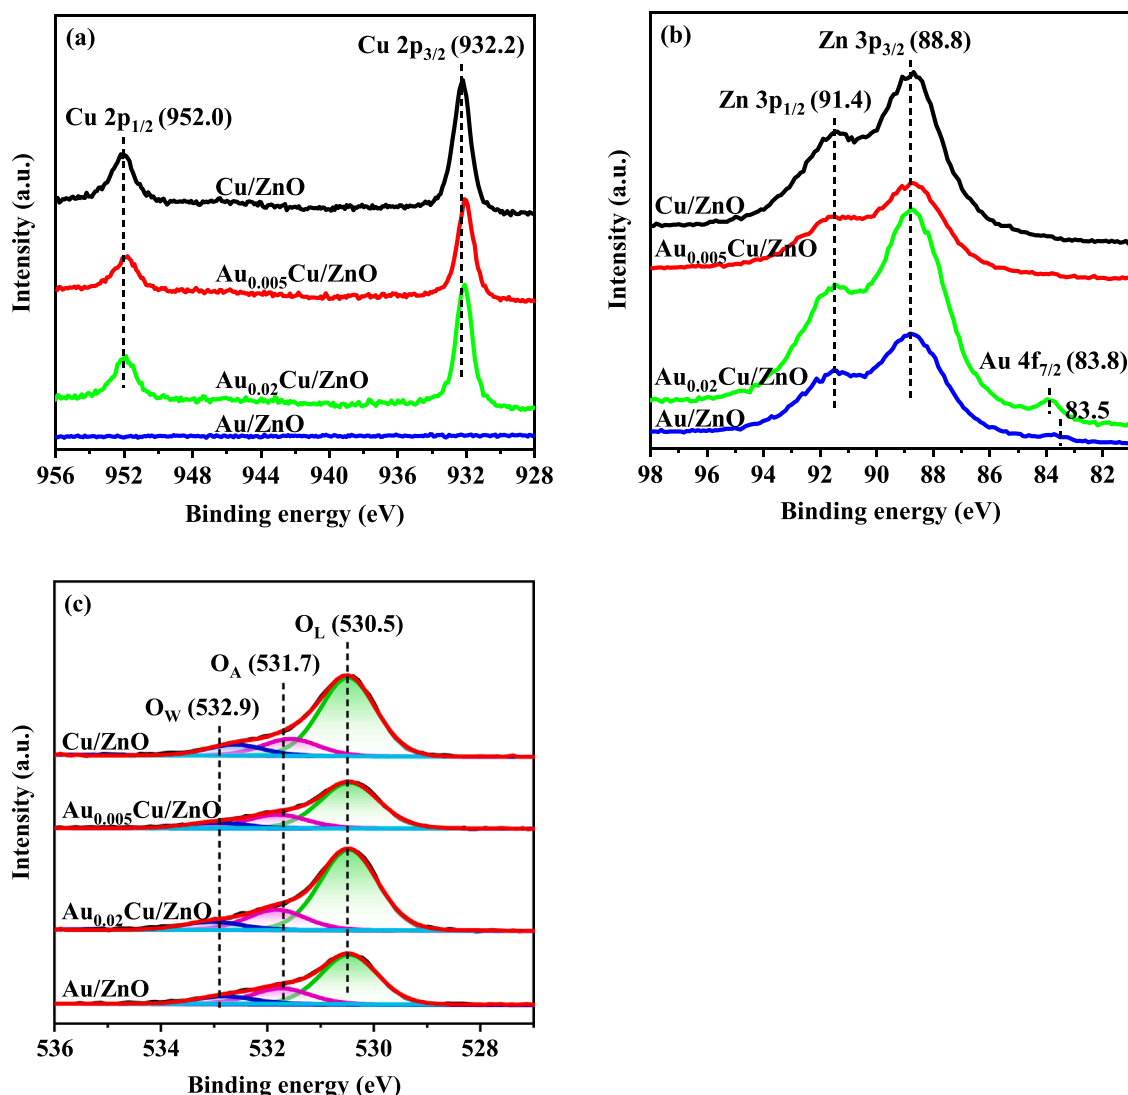 (a)
Cu 2p3/2 (932.2)
Cu 2p1/2 (952.0)
Cu/ZnO
Au0.005Cu/ZnO
Au0.02Cu/ZnO
Au/ZnO
Intensity (a.u.)
956 952 948 944 940 936 932 928
Binding energy (eV)
(b)
Zn 3p3/2 (88.8)
Zn 3p1/2 (91.4)
Cu/ZnO
Au0.005Cu/ZnO
Au 4f7/2 (83.8)
Au0.02Cu/ZnO
83.5
Au/ZnO
Intensity (a.u.)
98 96 94 92 90 88 86 84 82
Binding energy (eV)
(c)
OL (530.5)
OA (531.7)
OW (532.9)
Cu/ZnO
Au0.005Cu/ZnO
Au0.02Cu/ZnO
Au/ZnO
Intensity (a.u.)
536 534 532 530 528
Binding energy (eV)